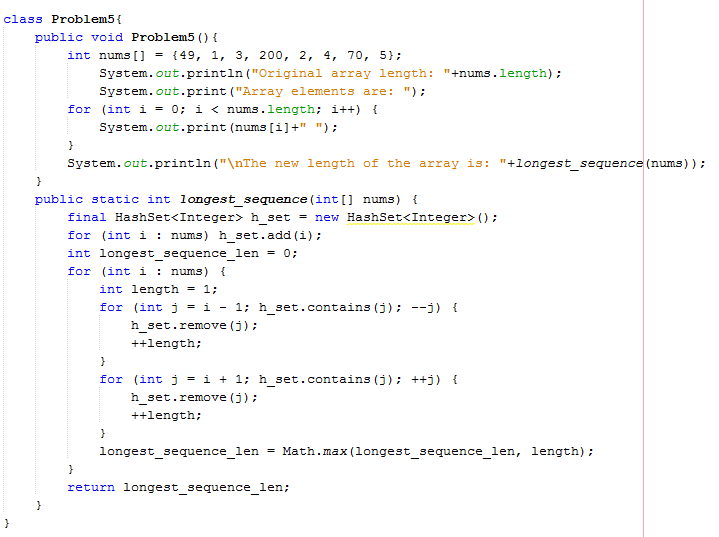 class Problem5{
    public void Problem5(){
        int nums[] = {49, 1, 3, 200, 2, 4, 70, 5};
            System.out.println("Original array length: "+nums.length);
            System.out.print("Array elements are: ");
        for (int i = 0; i < nums.length; i++) {
            System.out.print(nums[i]+" ");
        }
        System.out.println("\nThe new length of the array is: "+longest_sequence(nums));
    }
    public static int longest_sequence(int[] nums) {
        final HashSet<Integer> h_set = new HashSet<Integer>();
        for (int i : nums) h_set.add(i);
        int longest_sequence_len = 0;
        for (int i : nums) {
            int length = 1;
            for (int j = i - 1; h_set.contains(j); --j) {
                h_set.remove(j);
                ++length;
            }
            for (int j = i + 1; h_set.contains(j); ++j) {
                h_set.remove(j);
                ++length;
            }
            longest_sequence_len = Math.max(longest_sequence_len, length);
        }
        return longest_sequence_len;
    }
}